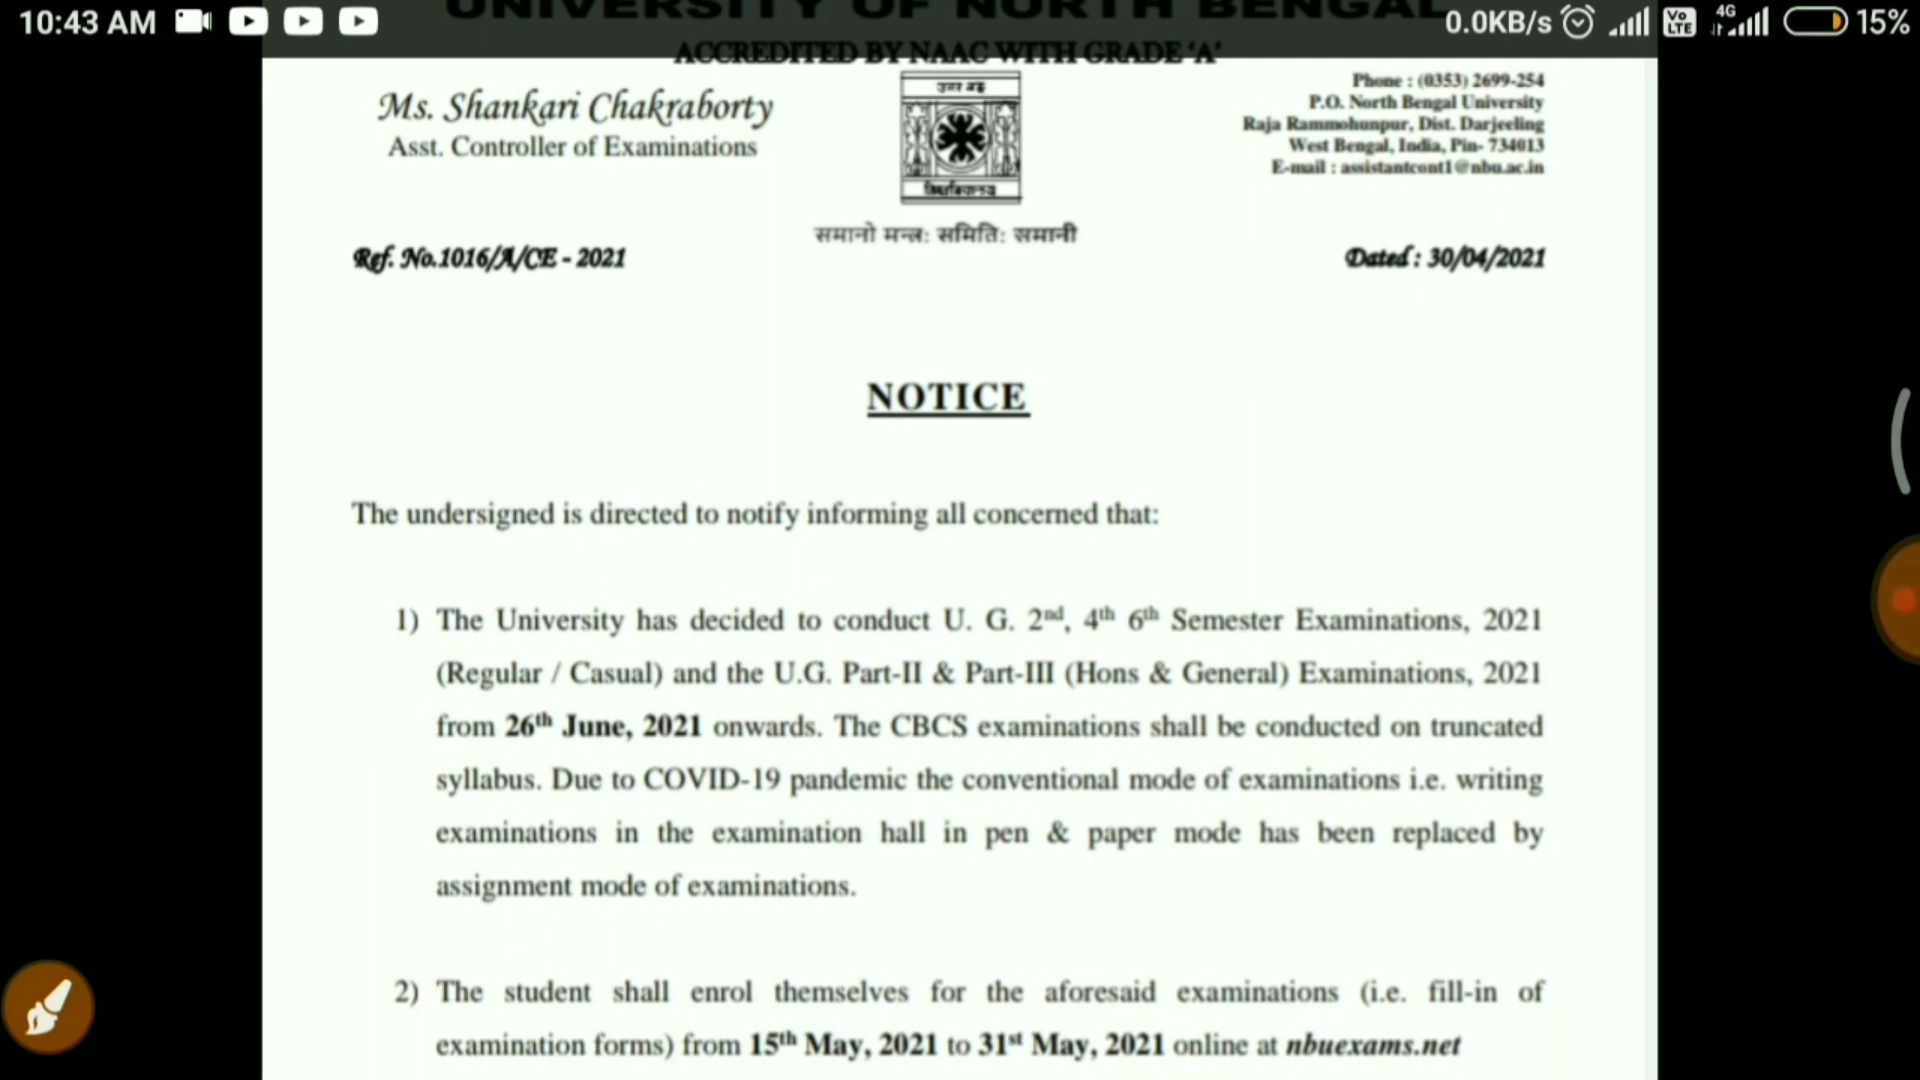 10:43 AM
0.0KB/s
Vo LTE
4G
15%
UNIVERSITY OF NORTH BENGAL
ACCREDITED BY NAAC WITH GRADE 'A'
Ms. Shankari Chakraborty
Asst. Controller of Examinations
Phone : (0353) 2699-254
P.O. North Bengal University
Raja Rammohunpur, Dist. Darjeeling
West Bengal, India, Pin- 734013
E-mail : assistantcont1@nbu.ac.in
समानो मन्त्र: समिति: समानी
Ref. No.1016/A/CE - 2021
Dated : 30/04/2021
NOTICE
The undersigned is directed to notify informing all concerned that:
1) The University has decided to conduct U. G. 2nd, 4th 6th Semester Examinations, 2021
(Regular / Casual) and the U.G. Part-II & Part-III (Hons & General) Examinations, 2021
from 26th June, 2021 onwards. The CBCS examinations shall be conducted on truncated
syllabus. Due to COVID-19 pandemic the conventional mode of examinations i.e. writing
examinations in the examination hall in pen & paper mode has been replaced by
assignment mode of examinations.
2) The student shall enrol themselves for the aforesaid examinations (i.e. fill-in of
examination forms) from 15th May, 2021 to 31st May, 2021 online at nbuexams.net